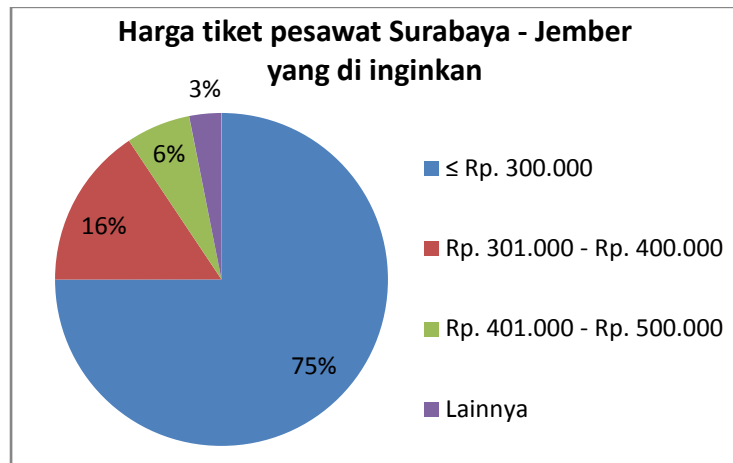 Harga tiket pesawat Surabaya - Jember
yang di inginkan
3%
6%
16%
75%
≤ Rp. 300.000
Rp. 301.000 - Rp. 400.000
Rp. 401.000 - Rp. 500.000
Lainnya